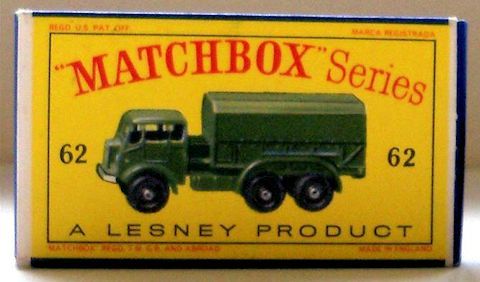 REGD. U.S. PAT. OFF. MARCA REGISTRADA
"MATCHBOX" Series
62 62
A LESNEY PRODUCT
"MATCHBOX" REGD. T.M. G.B. AND ABROAD MADE IN ENGLAND